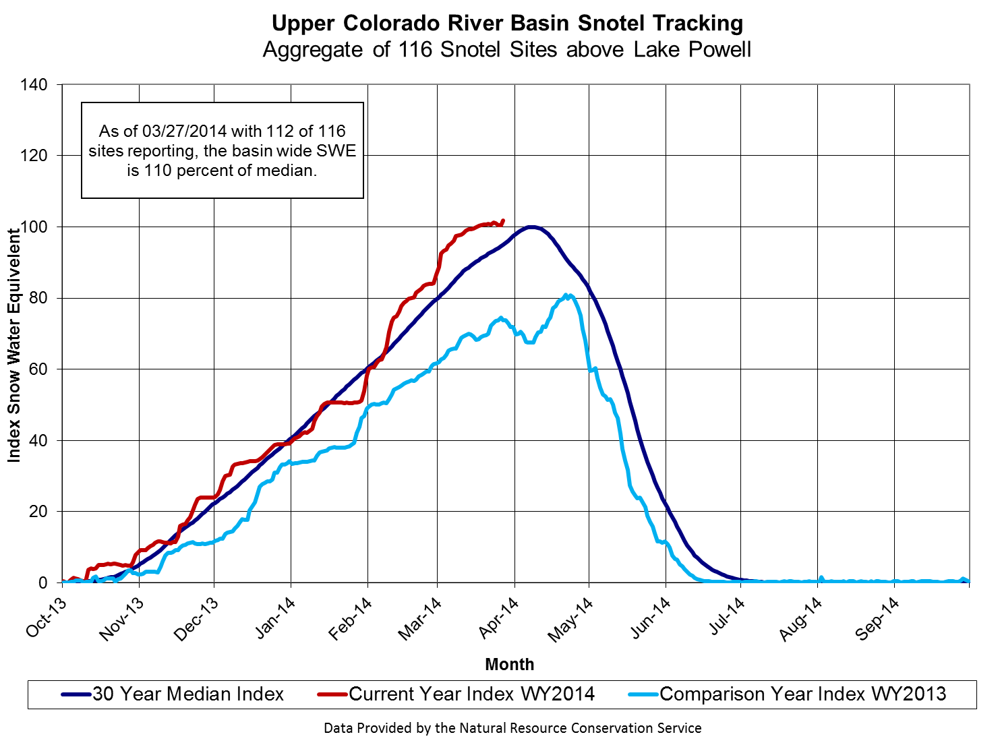 Upper Colorado River Basin Snotel Tracking
Aggregate of 116 Snotel Sites above Lake Powell
As of 03/27/2014 with 112 of 116
sites reporting, the basin wide SWE
is 110 percent of median.
Index Snow Water Equivelent
140
120
100
80
60
40
20
0
Oct-13
Nov-13
Dec-13
Jan-14
Feb-14
Mar-14
Apr-14
May-14
Jun-14
Jul-14
Aug-14
Sep-14
Month
30 Year Median Index
Current Year Index WY2014
Comparison Year Index WY2013
Data Provided by the Natural Resource Conservation Service